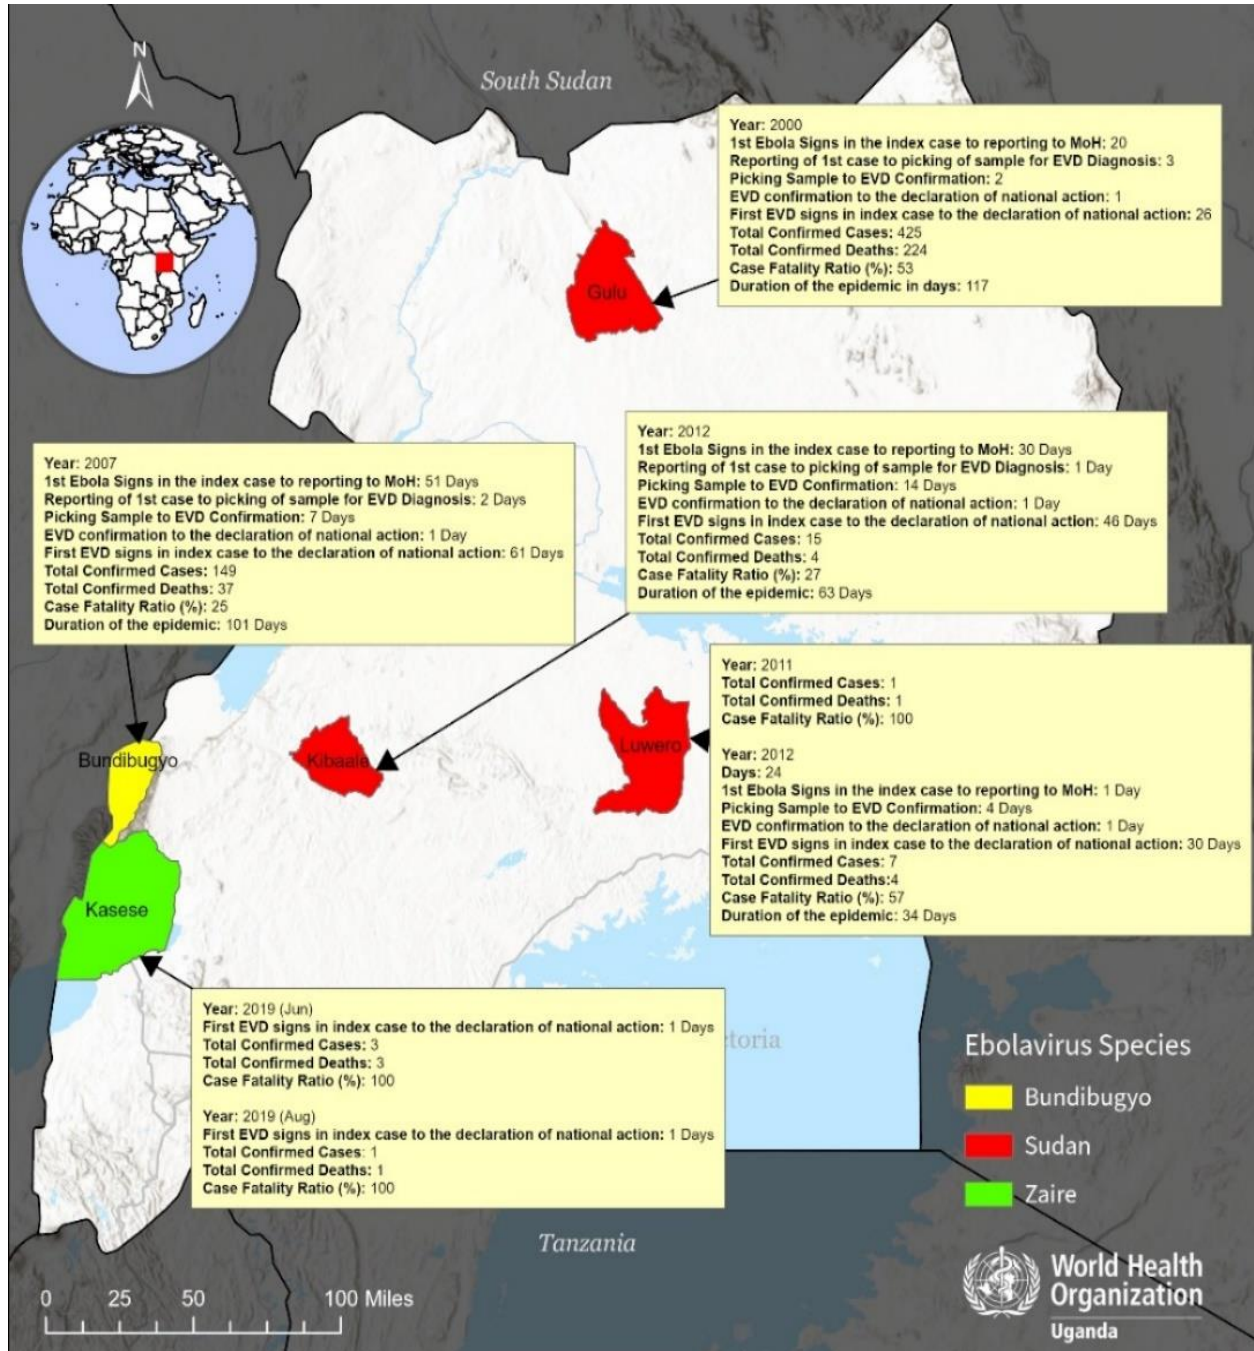 N
South Sudan
Year: 2000
1st Ebola Signs in the index case to reporting to MoH: 20
Reporting of 1st case to picking of sample for EVD Diagnosis: 3
Picking Sample to EVD Confirmation: 2
EVD confirmation to the declaration of national action: 1
First EVD signs in index case to the declaration of national action: 26
Total Confirmed Cases: 425
Total Confirmed Deaths: 224
Case Fatality Ratio (%): 53
Duration of the epidemic in days: 117
Gulu
Year: 2012
1st Ebola Signs in the index case to reporting to MoH: 30 Days
Reporting of 1st case to picking of sample for EVD Diagnosis: 1 Day
Picking Sample to EVD Confirmation: 14 Days
EVD confirmation to the declaration of national action: 1 Day
First EVD signs in index case to the declaration of national action: 46 Days
Total Confirmed Cases: 15
Total Confirmed Deaths: 4
Case Fatality Ratio (%): 27
Duration of the epidemic: 63 Days
Year: 2007
1st Ebola Signs in the index case to reporting to MoH: 51 Days
Reporting of 1st case to picking of sample for EVD Diagnosis: 2 Days
Picking Sample to EVD Confirmation: 7 Days
EVD confirmation to the declaration of national action: 1 Day
First EVD signs in index case to the declaration of national action: 61 Days
Total Confirmed Cases: 149
Total Confirmed Deaths: 37
Case Fatality Ratio (%): 25
Duration of the epidemic: 101 Days
Year: 2011
Total Confirmed Cases: 1
Total Confirmed Deaths: 1
Case Fatality Ratio (%): 100
Year: 2012
Days: 24
1st Ebola Signs in the index case to reporting to MoH: 1 Day
Picking Sample to EVD Confirmation: 4 Days
EVD confirmation to the declaration of national action: 1 Day
First EVD signs in index case to the declaration of national action: 30 Days
Total Confirmed Cases: 7
Total Confirmed Deaths:4
Case Fatality Ratio (%): 57
Duration of the epidemic: 34 Days
Bundibugyo
Kibaale
Luwero
Kasese
Year: 2019 (Jun)
First EVD signs in index case to the declaration of national action: 1 Days
Total Confirmed Cases: 3
Total Confirmed Deaths: 3
Case Fatality Ratio (%): 100
Year: 2019 (Aug)
First EVD signs in index case to the declaration of national action: 1 Days
Total Confirmed Cases: 1
Total Confirmed Deaths: 1
Case Fatality Ratio (%): 100
ctoria
Ebolavirus Species
Bundibugyo
Sudan
Zaire
Tanzania
0 25 50 100 Miles
World Health
Organization
Uganda